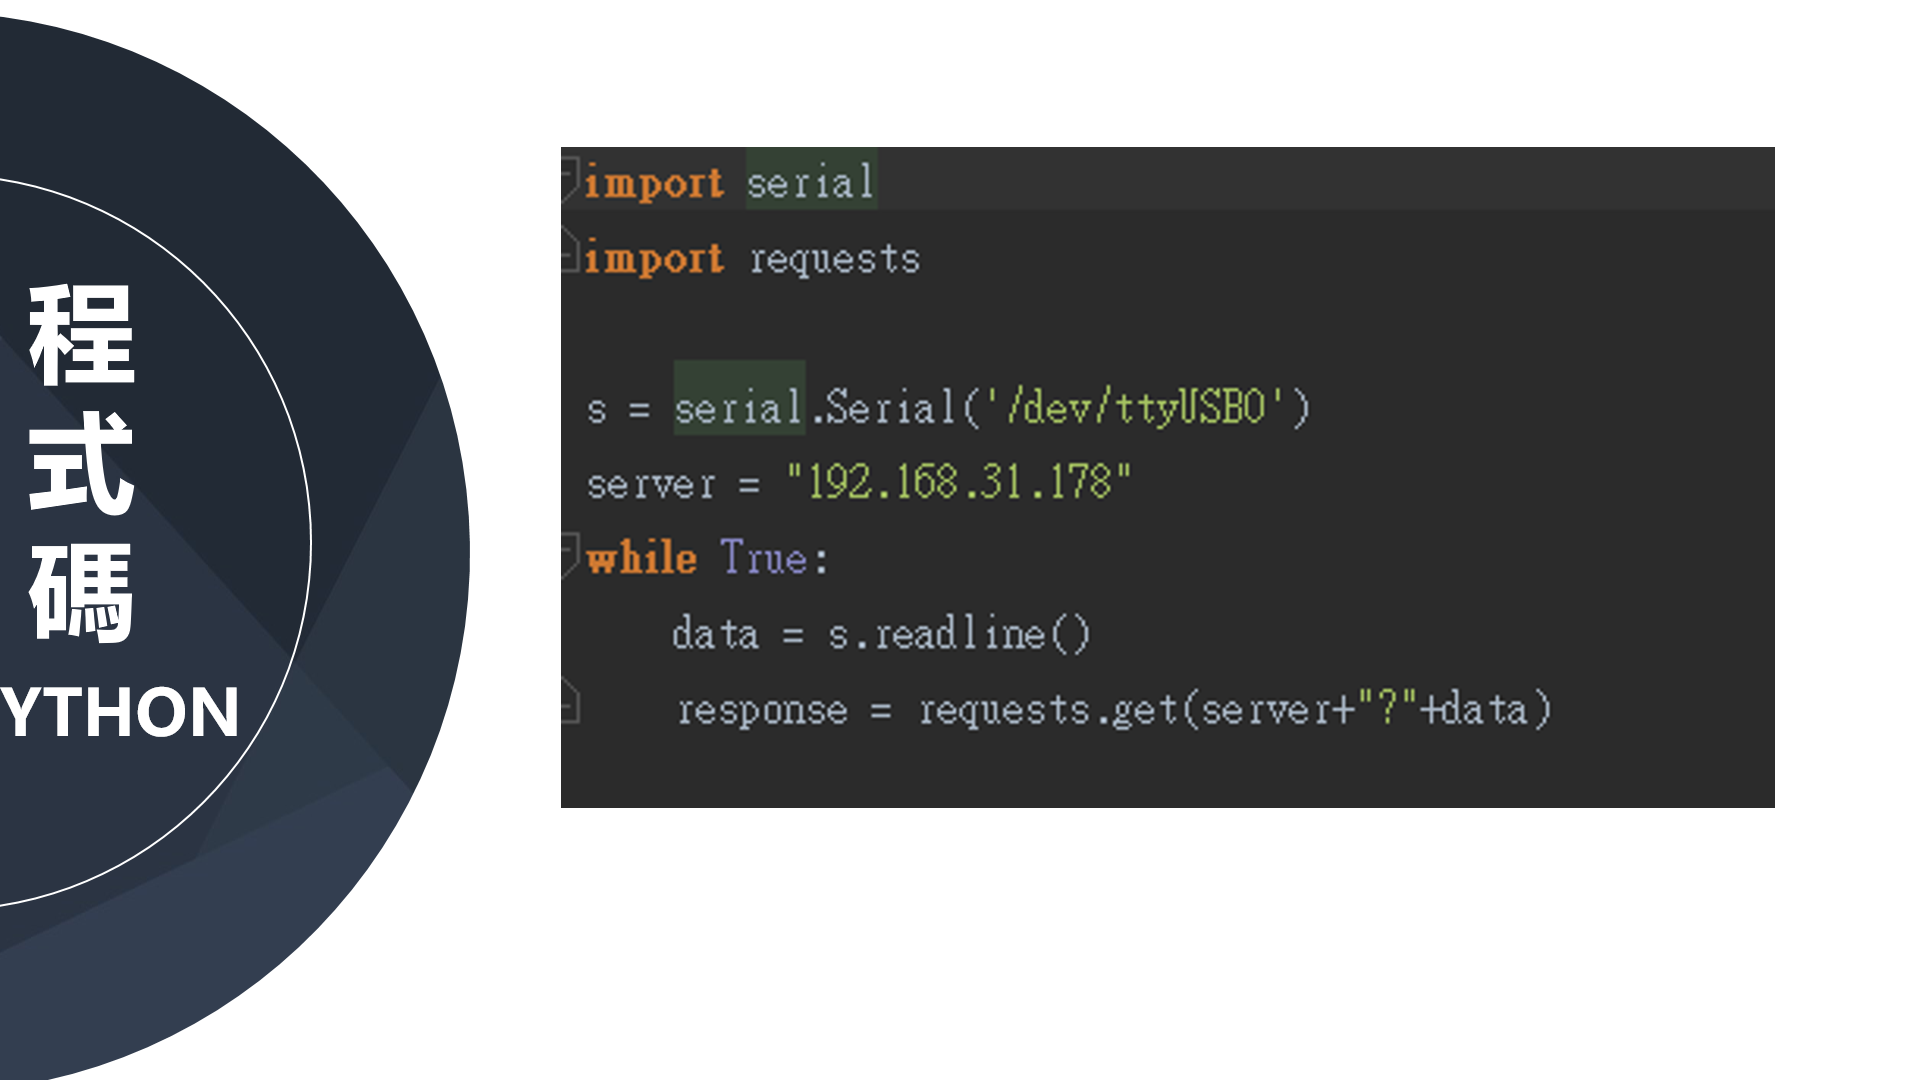 程
式
碼
YTHON
import serial
import requests
s = serial.Serial('/dev/ttyUSB0')
server = "192.168.31.178"
while True:
    data = s.readline()
    response = requests.get(server+"?"+data)